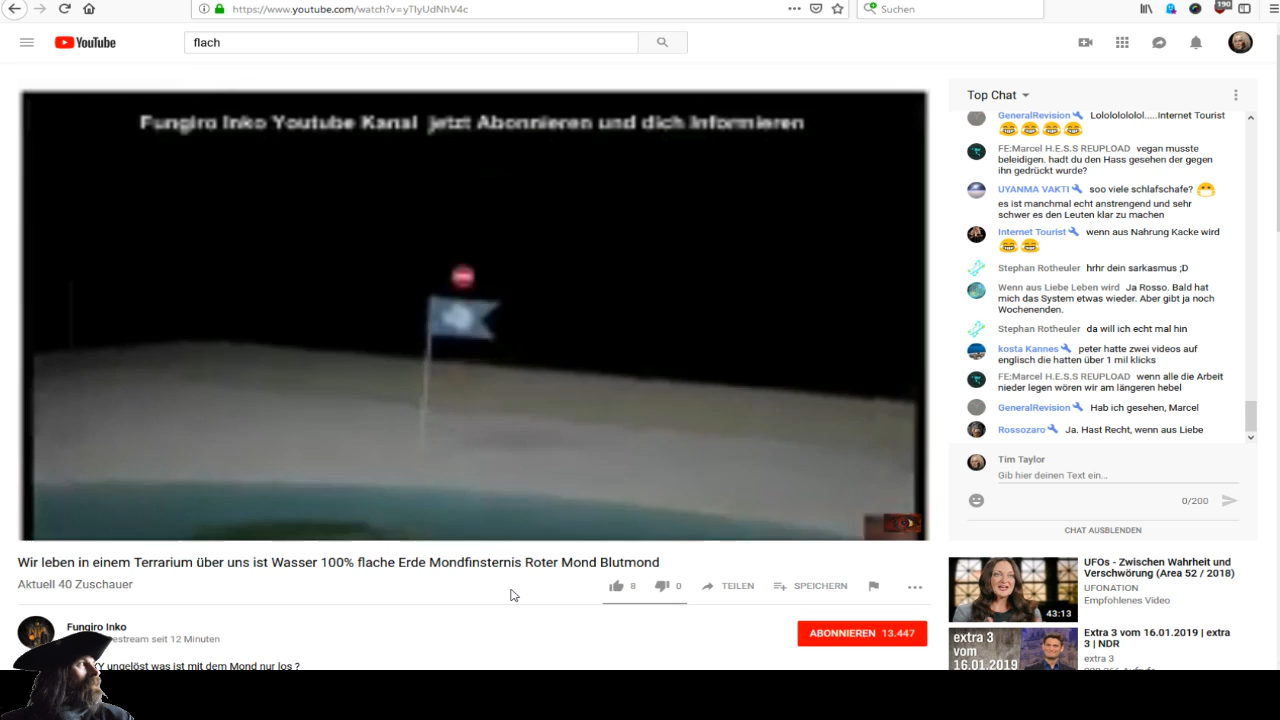 https://www.youtube.com/watch?v=yTIyUdNhV4c
Suchen
190
YouTube
flach
Fungiro Inko Youtube Kanal jetzt Abonnieren und dich Informieren
Top Chat
GeneralRevision Lolololololol.....Internet Tourist
FE:Marcel H.E.S.S REUPLOAD vegan musste
beleidigen. hadt du den Hass gesehen der gegen
ihn gedrückt wurde?
UYANMA VAKTI soo viele schlafschafe?
es ist manchmal echt anstrengend und sehr
schwer es den Leuten klar zu machen
Internet Tourist wenn aus Nahrung Kacke wird
Stephan Rotheuler hrhr dein sarkasmus ;D
Wenn aus Liebe Leben wird Ja Rosso. Bald hat
mich das System etwas wieder. Aber gibt ja noch
Wochenenden.
Stephan Rotheuler da will ich echt mal hin
kosta Kannes peter hatte zwei videos auf
englisch die hatten über 1 mil klicks
FE:Marcel H.E.S.S REUPLOAD wenn alle die Arbeit
nieder legen wören wir am längeren hebel
GeneralRevision Hab ich gesehen, Marcel
Rossozaro Ja. Hast Recht, wenn aus Liebe
Tim Taylor
Gib hier deinen Text ein...
0/200
CHAT AUSBLENDEN
Wir leben in einem Terrarium über uns ist Wasser 100% flache Erde Mondfinsternis Roter Mond Blutmond
Aktuell 40 Zuschauer
8
0
TEILEN
SPEICHERN
Fungiro Inko
estream seit 12 Minuten
ABONNIEREN 13.447
Y ungelöst was ist mit dem Mond nur los ?
UFOs - Zwischen Wahrheit und
Verschwörung (Area 52 / 2018)
UFONATION
Empfohlenes Video
43:13
extra 3
vom
16.01.2019
Extra 3 vom 16.01.2019 | extra
3 | NDR
extra 3